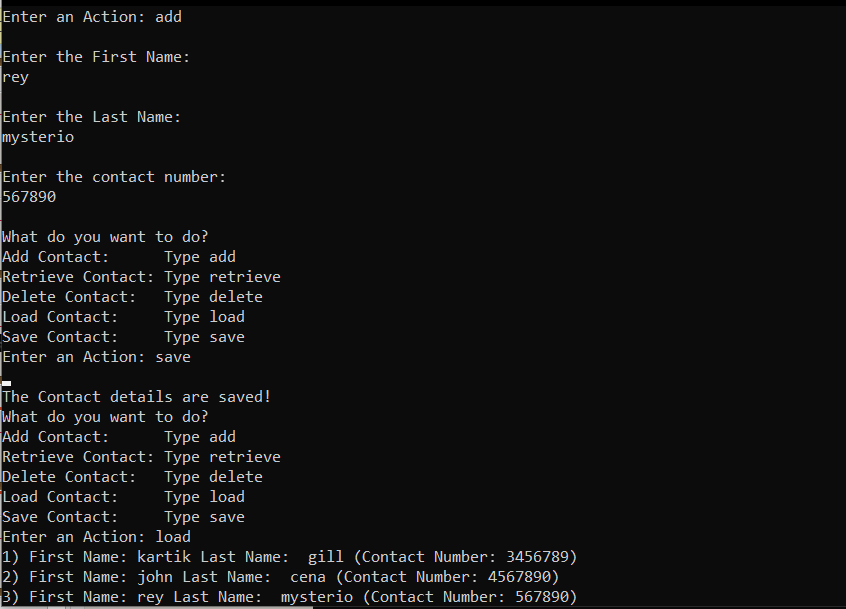 Enter an Action: add
Enter the First Name:
rey
Enter the Last Name:
mysterio
Enter the contact number:
567890
What do you want to do?
Add Contact:      Type add
Retrieve Contact: Type retrieve
Delete Contact:   Type delete
Load Contact:     Type load
Save Contact:     Type save
Enter an Action: save
The Contact details are saved!
What do you want to do?
Add Contact:      Type add
Retrieve Contact: Type retrieve
Delete Contact:   Type delete
Load Contact:     Type load
Save Contact:     Type save
Enter an Action: load
1) First Name: kartik Last Name:  gill (Contact Number: 3456789)
2) First Name: john Last Name:  cena (Contact Number: 4567890)
3) First Name: rey Last Name:  mysterio (Contact Number: 567890)